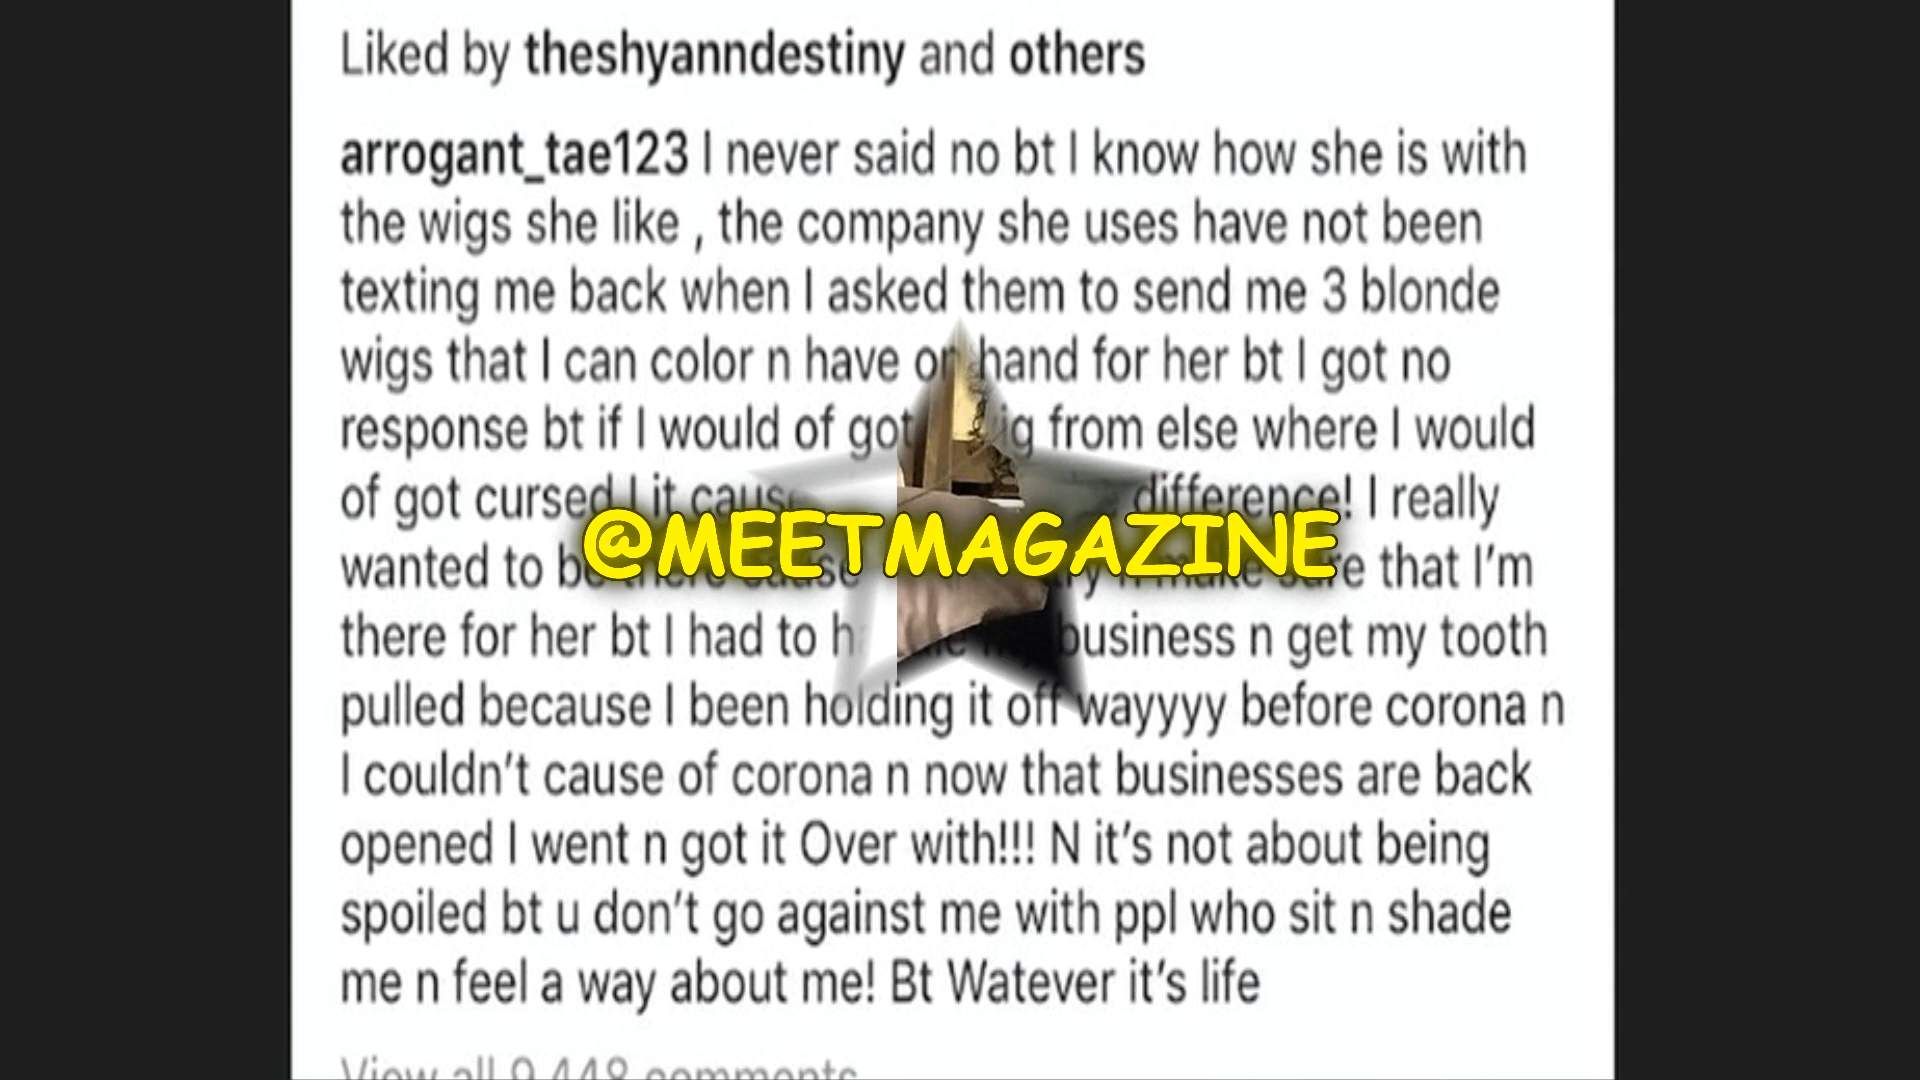 Liked by theshyanndestiny and others
arrogant_tae123 I never said no bt I know how she is with
the wigs she like , the company she uses have not been
texting me back when I asked them to send me 3 blonde
wigs that I can color n have on hand for her bt I got no
response bt if I would of got from else where I would
of got cursed difference! I really
@MEETMAGAZINE
wanted to that I'm
there for her bt I had to business n get my tooth
pulled because I been holding it off wayyyy before corona n
I couldn't cause of corona n now that businesses are back
opened I went n got it Over with!!! N it's not about being
spoiled bt u don't go against me with ppl who sit n shade
me n feel a way about me! Bt Watever it's life
View all 9,448 comments